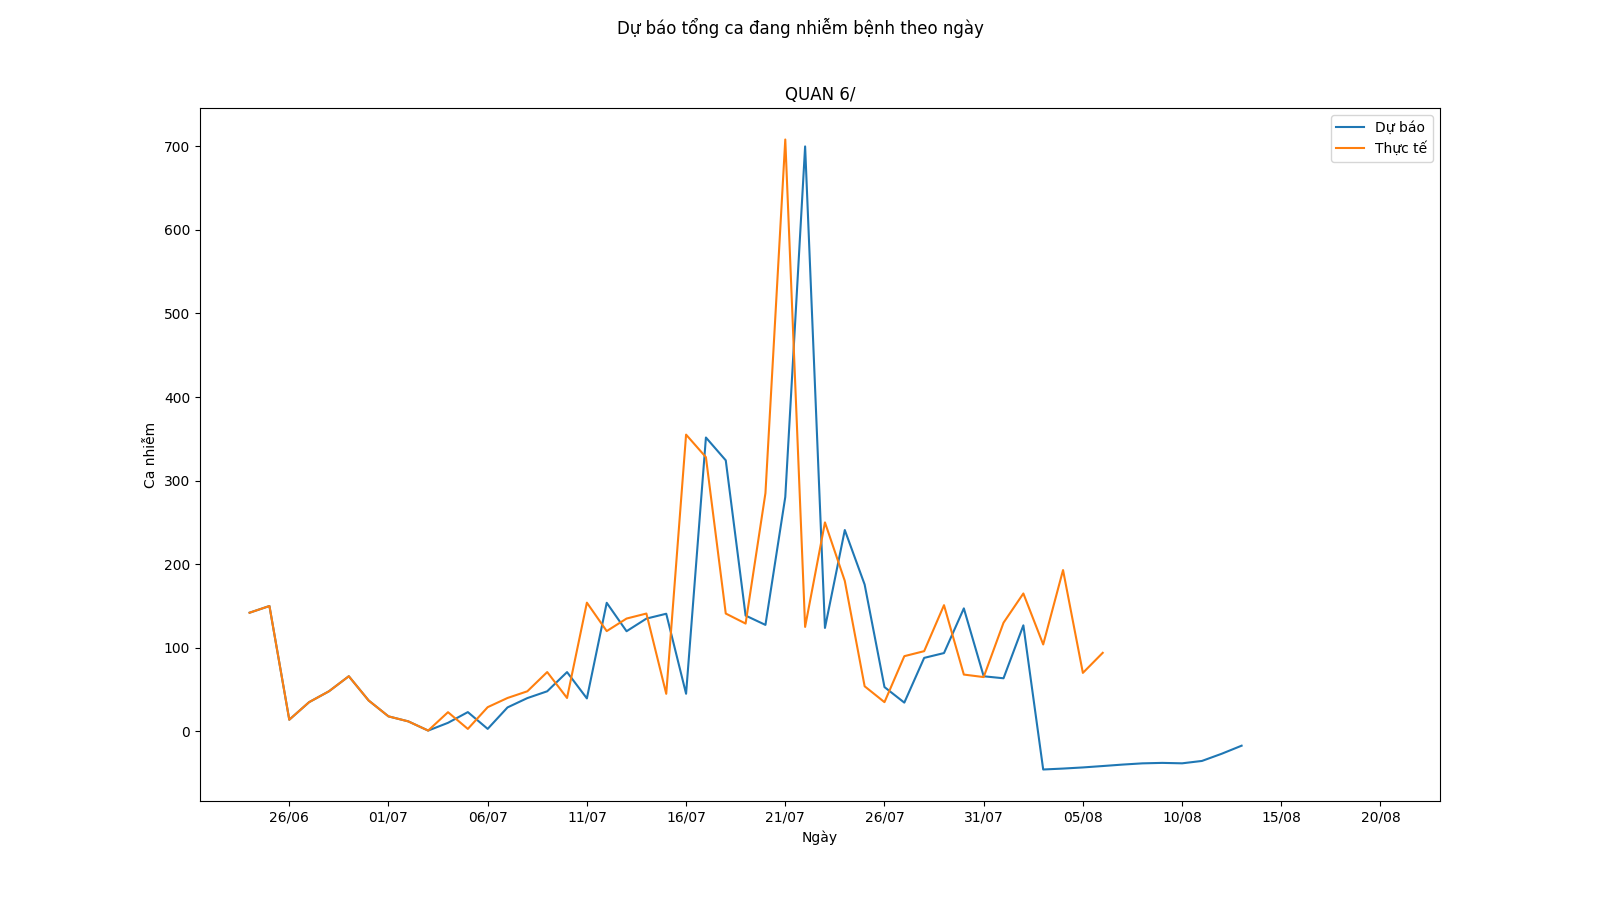 Dự báo tổng ca đang nhiễm bệnh theo ngày
QUAN 6/
Dự báo
Thực tế
700
600
500
400
300
200
100
0
Ca nhiễm
26/06 01/07 06/07 11/07 16/07 21/07 26/07 31/07 05/08 10/08 15/08 20/08
Ngày